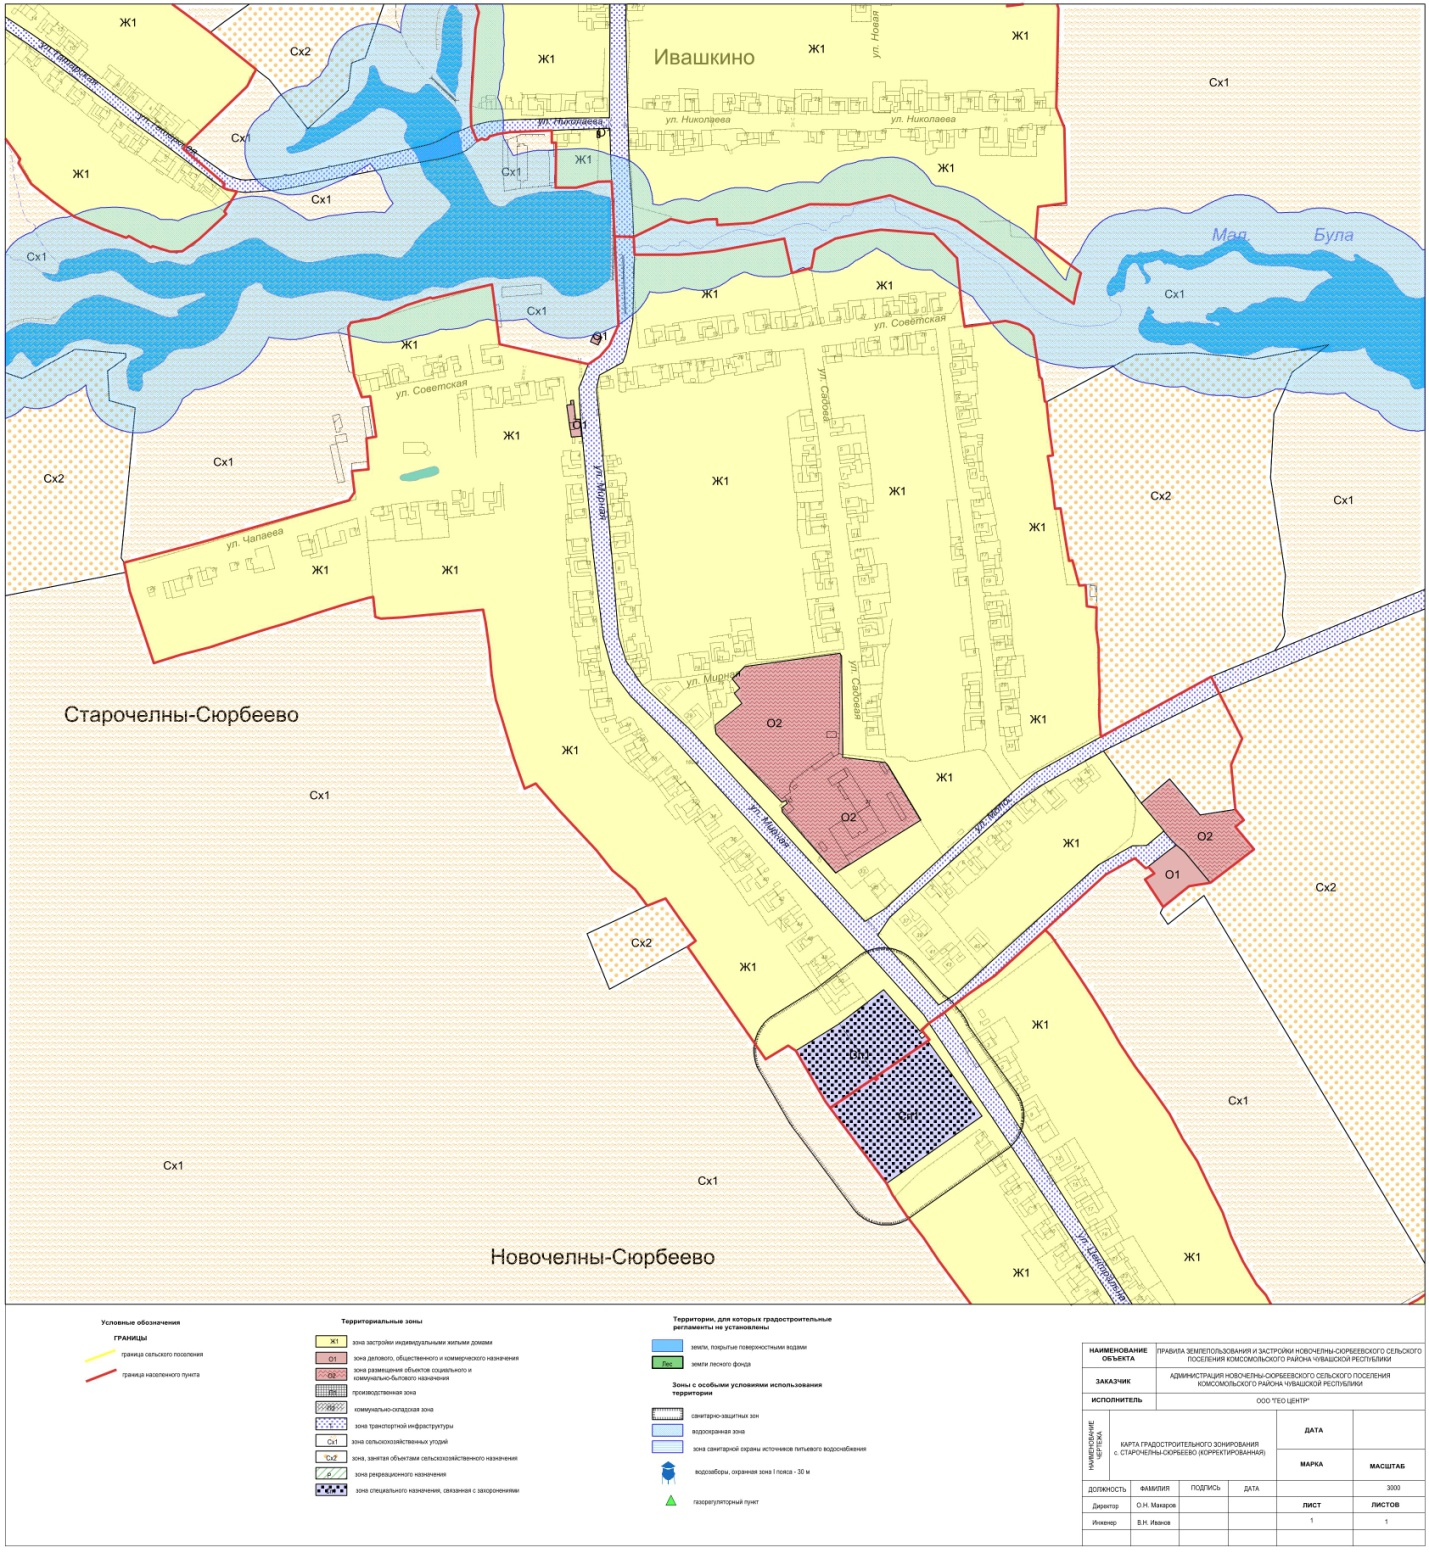 Ж1
Сх2
Ж1
Ивашкино
Ж1
ул. Новая
Ж1
Сх1
ул. Николаева
ул. Николаева
ул. Николаева
Сх1
Ж1
Сх1
Ж1
Ж1
Сх1
Сх1
Мал. Була
Сх1
Сх1
Ж1
Ж1
Сх1
О1
ул. Советская
Ж1
ул. Советская
ул. Садовая
О1
Ж1
Сх1
Сх2
ул. Мирная
Ж1
Ж1
Сх2
Сх1
Ж1
ул. Чапаева
Ж1
Ж1
ул. Мирная
ул. Садовая
Старочелны-Сюрбеево
О2
Ж1
Ж1
Ж1
Сх1
ул. Мирная
О2
Ж1
О2
О1
Сх2
Сх2
Ж1
Ж1
Сх1
Сх1
Сх1
Новочелны-Сюрбеево
ул. Центральна
Ж1
Ж1
Условные обозначения
ГРАНИЦЫ
граница сельского поселения
граница населенного пункта
Территориальные зоны
Ж1 зона застройки индивидуальными жилыми домами
О1 зона делового, общественного и коммерческого назначения
О2 зона размещения объектов социального и
коммунально-бытового назначения
производственная зона
коммунально-складская зона
зона транспортной инфраструктуры
Сх1 зона сельскохозяйственных угодий
Сх2 зона, занятая объектами сельскохозяйственного назначения
Р зона рекреационного назначения
зона специального назначения, связанная с захоронениями
Территории, для которых градостроительные
регламенты не установлены
земли, покрытые поверхностными водами
Лес земли лесного фонда
Зоны с особыми условиями использования
территории
санитарно-защитных зон
водоохранная зона
зона санитарной охраны источников питьевого водоснабжения
водозаборы, охранная зона I пояса - 30 м
газорегуляторный пункт
НАИМЕНОВАНИЕ
ОБЪЕКТА
ПРАВИЛА ЗЕМЛЕПОЛЬЗОВАНИЯ И ЗАСТРОЙКИ НОВОЧЕЛНЫ-СЮРБЕЕВСКОГО СЕЛЬСКОГО
ПОСЕЛЕНИЯ КОМСОМОЛЬСКОГО РАЙОНА ЧУВАШСКОЙ РЕСПУБЛИКИ
ЗАКАЗЧИК
АДМИНИСТРАЦИЯ НОВОЧЕЛНЫ-СЮРБЕЕВСКОГО СЕЛЬСКОГО ПОСЕЛЕНИЯ
КОМСОМОЛЬСКОГО РАЙОНА ЧУВАШСКОЙ РЕСПУБЛИКИ
ИСПОЛНИТЕЛЬ
ООО "ГЕО ЦЕНТР"
НАИМЕНОВАНИЕ
ЧЕРТЕЖА
КАРТА ГРАДОСТРОИТЕЛЬНОГО ЗОНИРОВАНИЯ
с. СТАРОЧЕЛНЫ-СЮРБЕЕВО (КОРРЕКТИРОВАННАЯ)
ДАТА
МАРКА
МАСШТАБ
ДОЛЖНОСТЬ ФАМИЛИЯ ПОДПИСЬ ДАТА 3000
Директор О.Н. Макаров ЛИСТ ЛИСТОВ
Инженер В.Н. Иванов 1 1